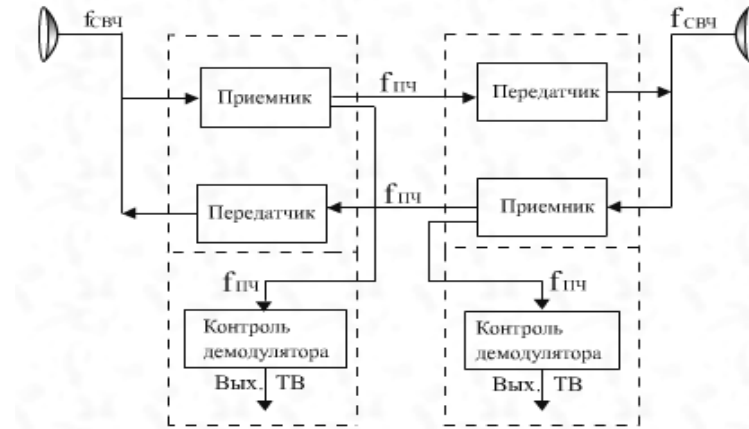 fСВЧ
fСВЧ
Приемник
fПЧ
Передатчик
Передатчик
fПЧ
Приемник
fПЧ
fПЧ
Контроль
демодулятора
Контроль
демодулятора
Вых. ТВ
Вых. ТВ